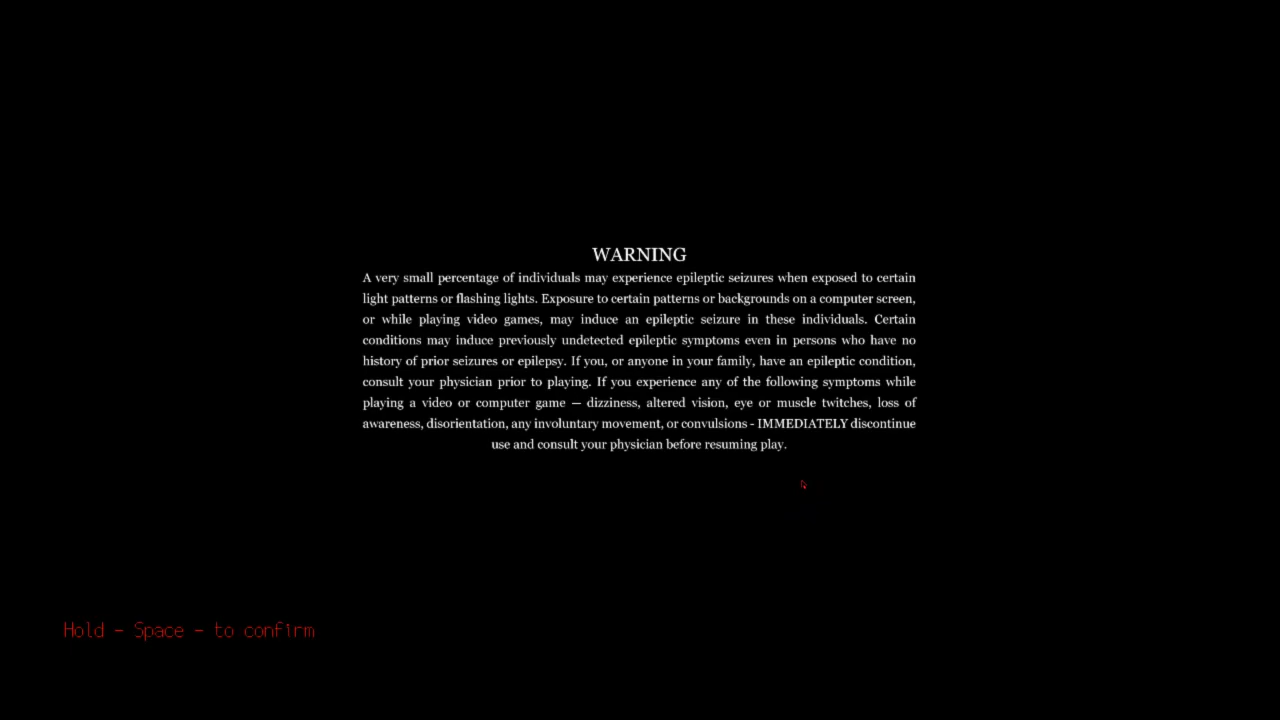 WARNING
A very small percentage of individuals may experience epileptic seizures when exposed to certain
light patterns or flashing lights. Exposure to certain patterns or backgrounds on a computer screen,
or while playing video games, may induce an epileptic seizure in these individuals. Certain
conditions may induce previously undetected epileptic symptoms even in persons who have no
history of prior seizures or epilepsy. If you, or anyone in your family, have an epileptic condition,
consult your physician prior to playing. If you experience any of the following symptoms while
playing a video or computer game — dizziness, altered vision, eye or muscle twitches, loss of
awareness, disorientation, any involuntary movement, or convulsions - IMMEDIATELY discontinue
use and consult your physician before resuming play.
Hold - Space - to confirm